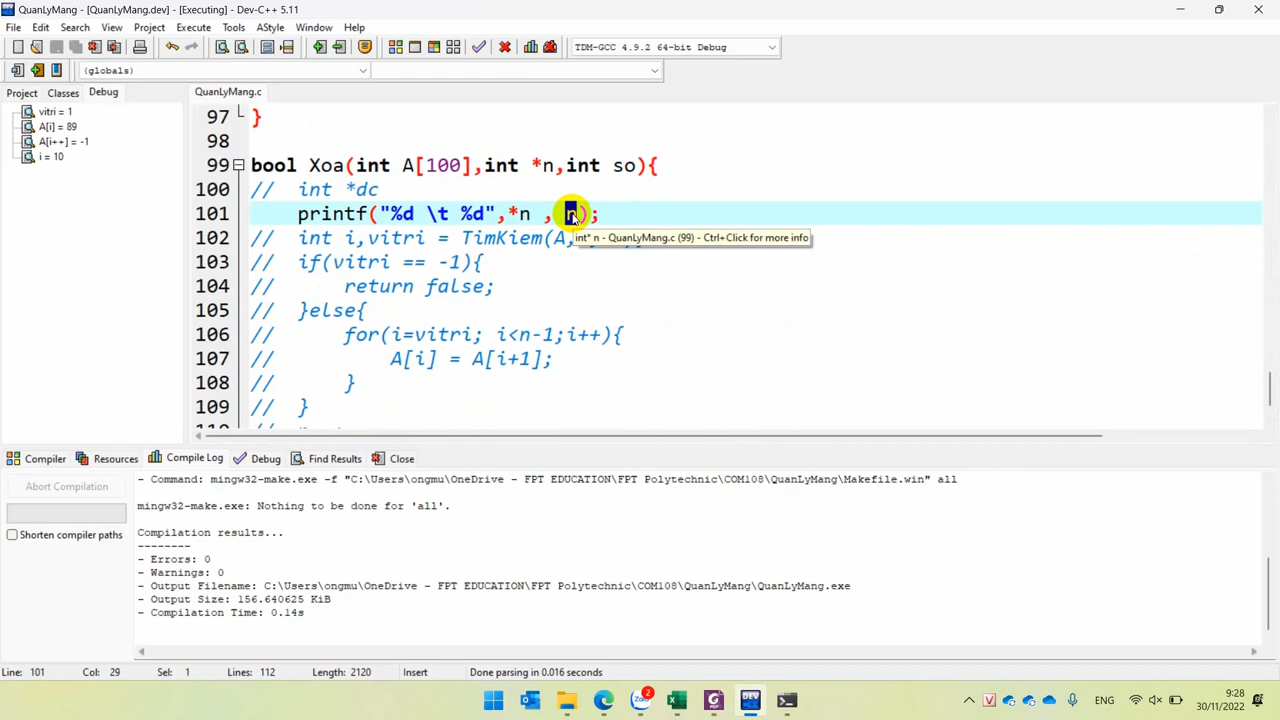 QuanLyMang - [QuanLyMang.dev] - [Executing] - Dev-C++ 5.11
File Edit Search View Project Execute Tools AStyle Window Help
TDM-GCC 4.9.2 64-bit Debug
(globals)
Project Classes Debug
QuanLyMang.c
vitri = 1
A[i] = 89
A[i++] = -1
i = 10
97 }
98
99 bool Xoa(int A[100],int *n,int so){
100 // int *dc
101 printf("%d \t %d",*n , n);
int* n - QuanLyMang.c (99) - Ctrl+Click for more info
102 // int i,vitri = TimKiem(A,
103 // if(vitri == -1){
104 // return false;
105 // }else{
106 // for(i=vitri; i<n-1;i++){
107 // A[i] = A[i+1];
108 // }
109 // }
Compiler Resources Compile Log Debug Find Results Close
Abort Compilation
Shorten compiler paths
- Command: mingw32-make.exe -f "C:\Users\ongmu\OneDrive - FPT EDUCATION\FPT Polytechnic\COM108\QuanLyMang\Makefile.win" all
mingw32-make.exe: Nothing to be done for 'all'.
Compilation results...
--------
- Errors: 0
- Warnings: 0
- Output Filename: C:\Users\ongmu\OneDrive - FPT EDUCATION\FPT Polytechnic\COM108\QuanLyMang\QuanLyMang.exe
- Output Size: 156.640625 KiB
- Compilation Time: 0.14s
Line: 101 Col: 29 Sel: 1 Lines: 112 Length: 2120 Insert Done parsing in 0.016 seconds
Zalo 2 DEV ENG 9:28
30/11/2022